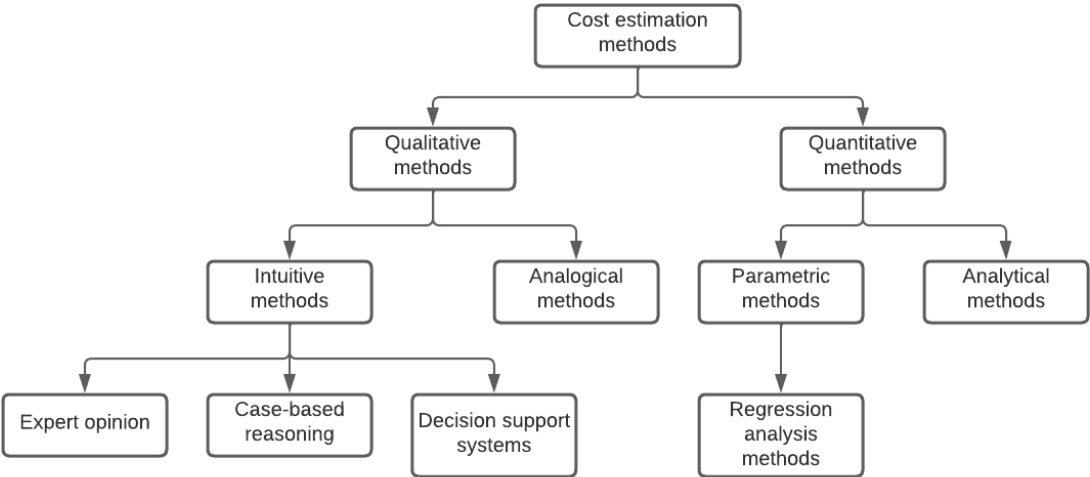 Cost estimation
methods
Qualitative
methods
Quantitative
methods
Intuitive
methods
Analogical
methods
Parametric
methods
Analytical
methods
Expert opinion
Case-based
reasoning
Decision support
systems
Regression
analysis
methods